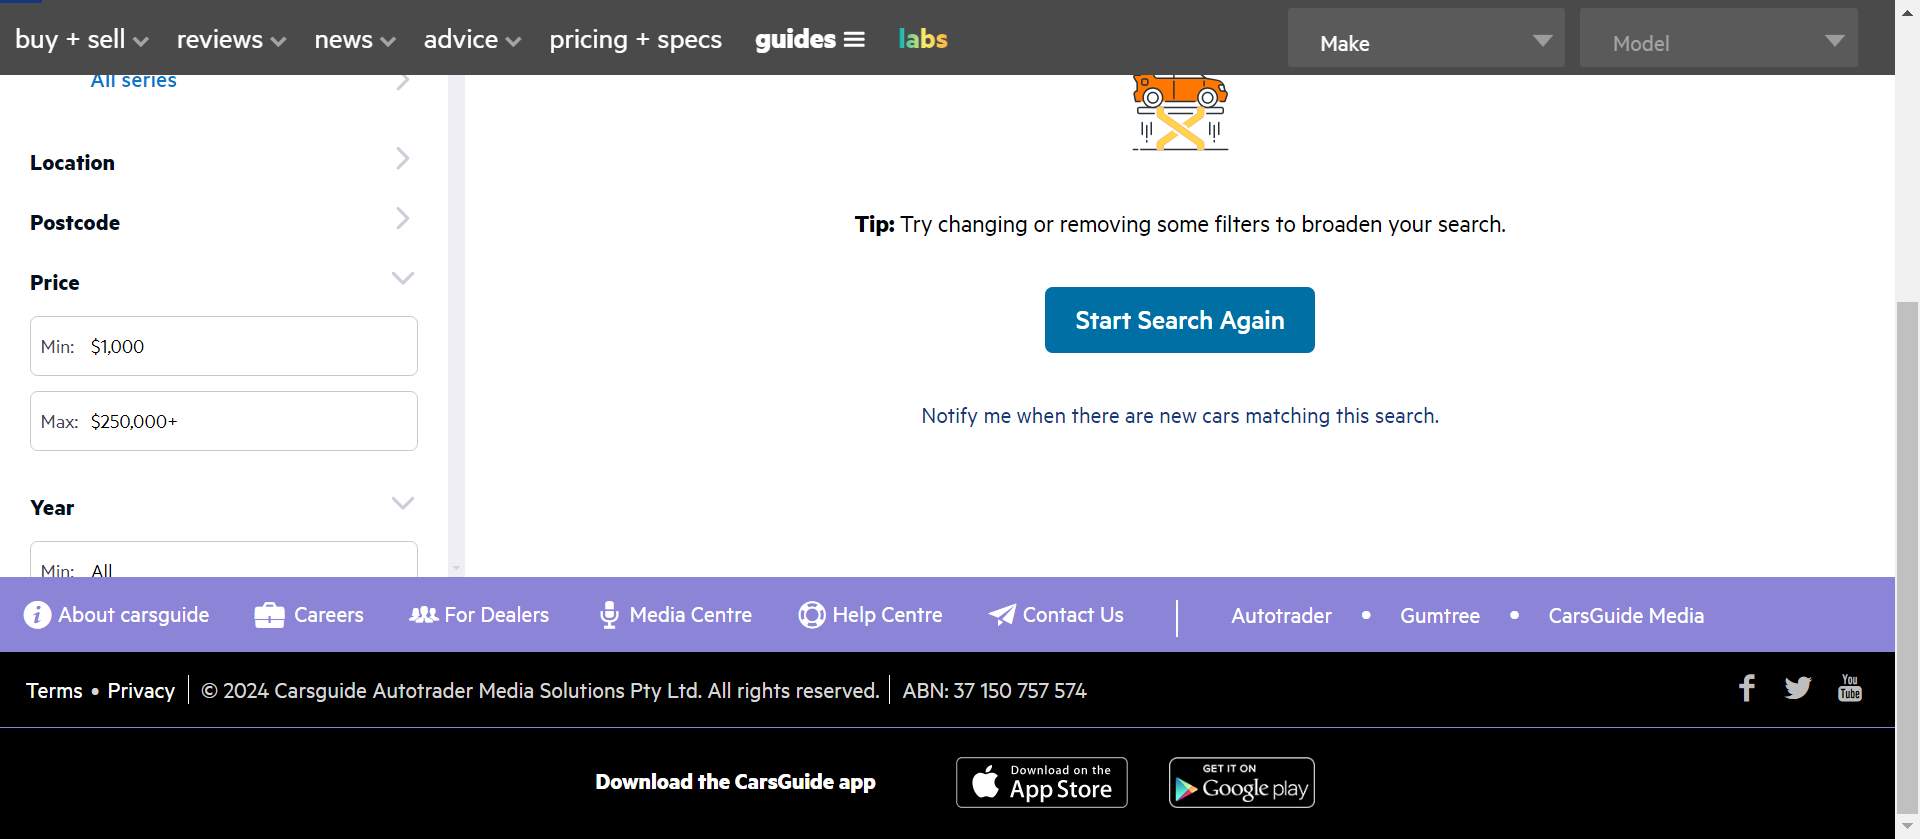 buy + sell reviews news advice pricing + specs guides labs Make Model
All series
Location
Postcode
Price
Min: $1,000
Max: $250,000+
Year
Min: All
Tip: Try changing or removing some filters to broaden your search.
Start Search Again
Notify me when there are new cars matching this search.
About carsguide Careers For Dealers Media Centre Help Centre Contact Us Autotrader • Gumtree • CarsGuide Media
Terms • Privacy © 2024 Carsguide Autotrader Media Solutions Pty Ltd. All rights reserved. ABN: 37 150 757 574
You Tube
Download the CarsGuide app
Download on the App Store
GET IT ON Google play